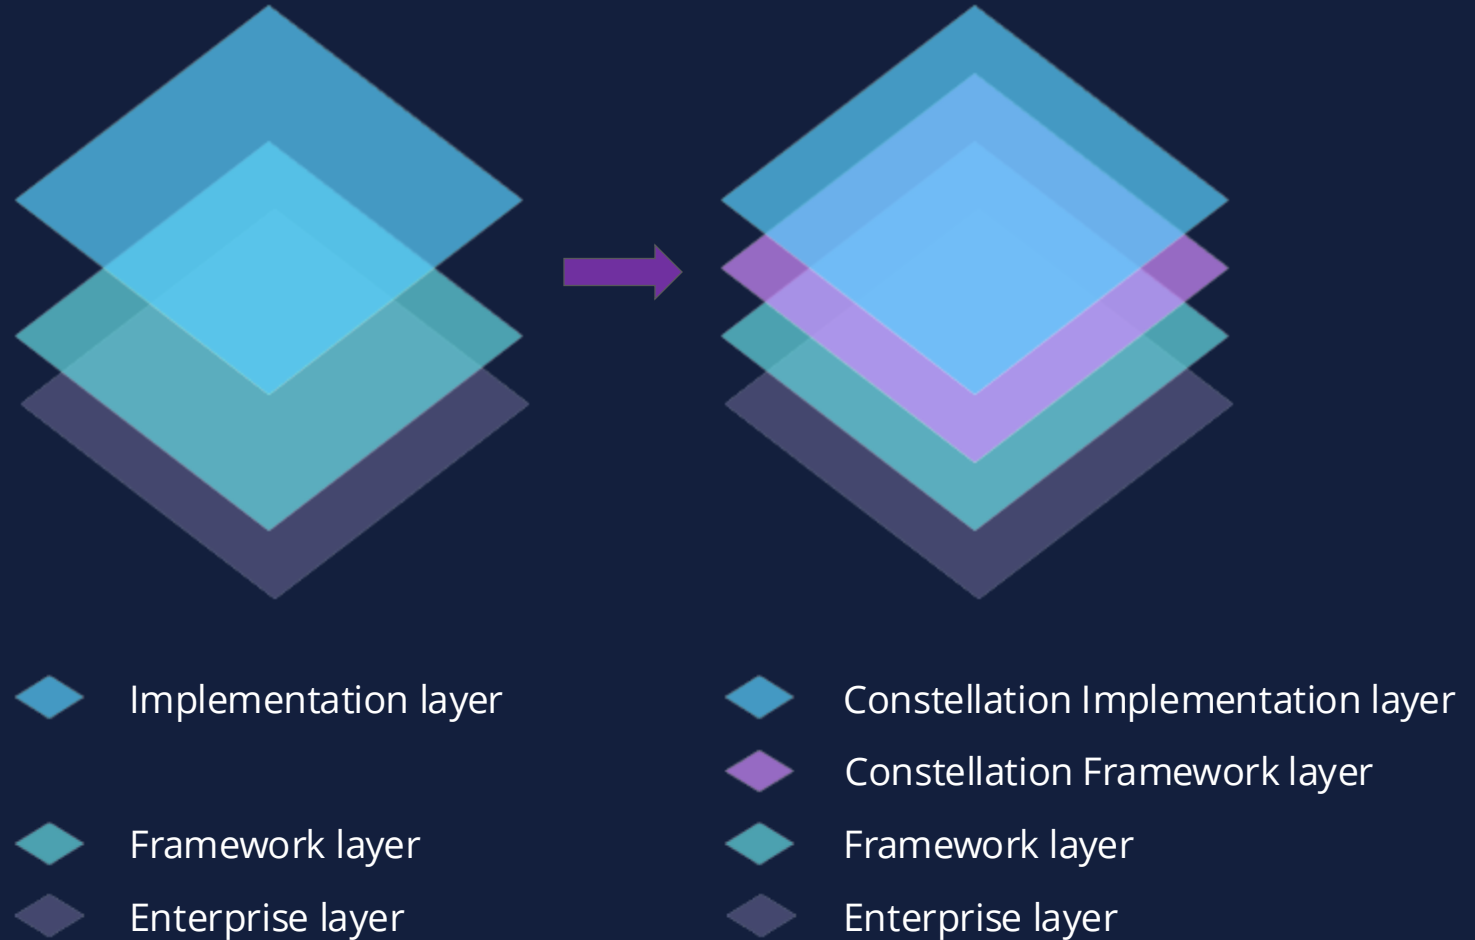 Implementation layer
Framework layer
Enterprise layer
Constellation Implementation layer
Constellation Framework layer
Framework layer
Enterprise layer